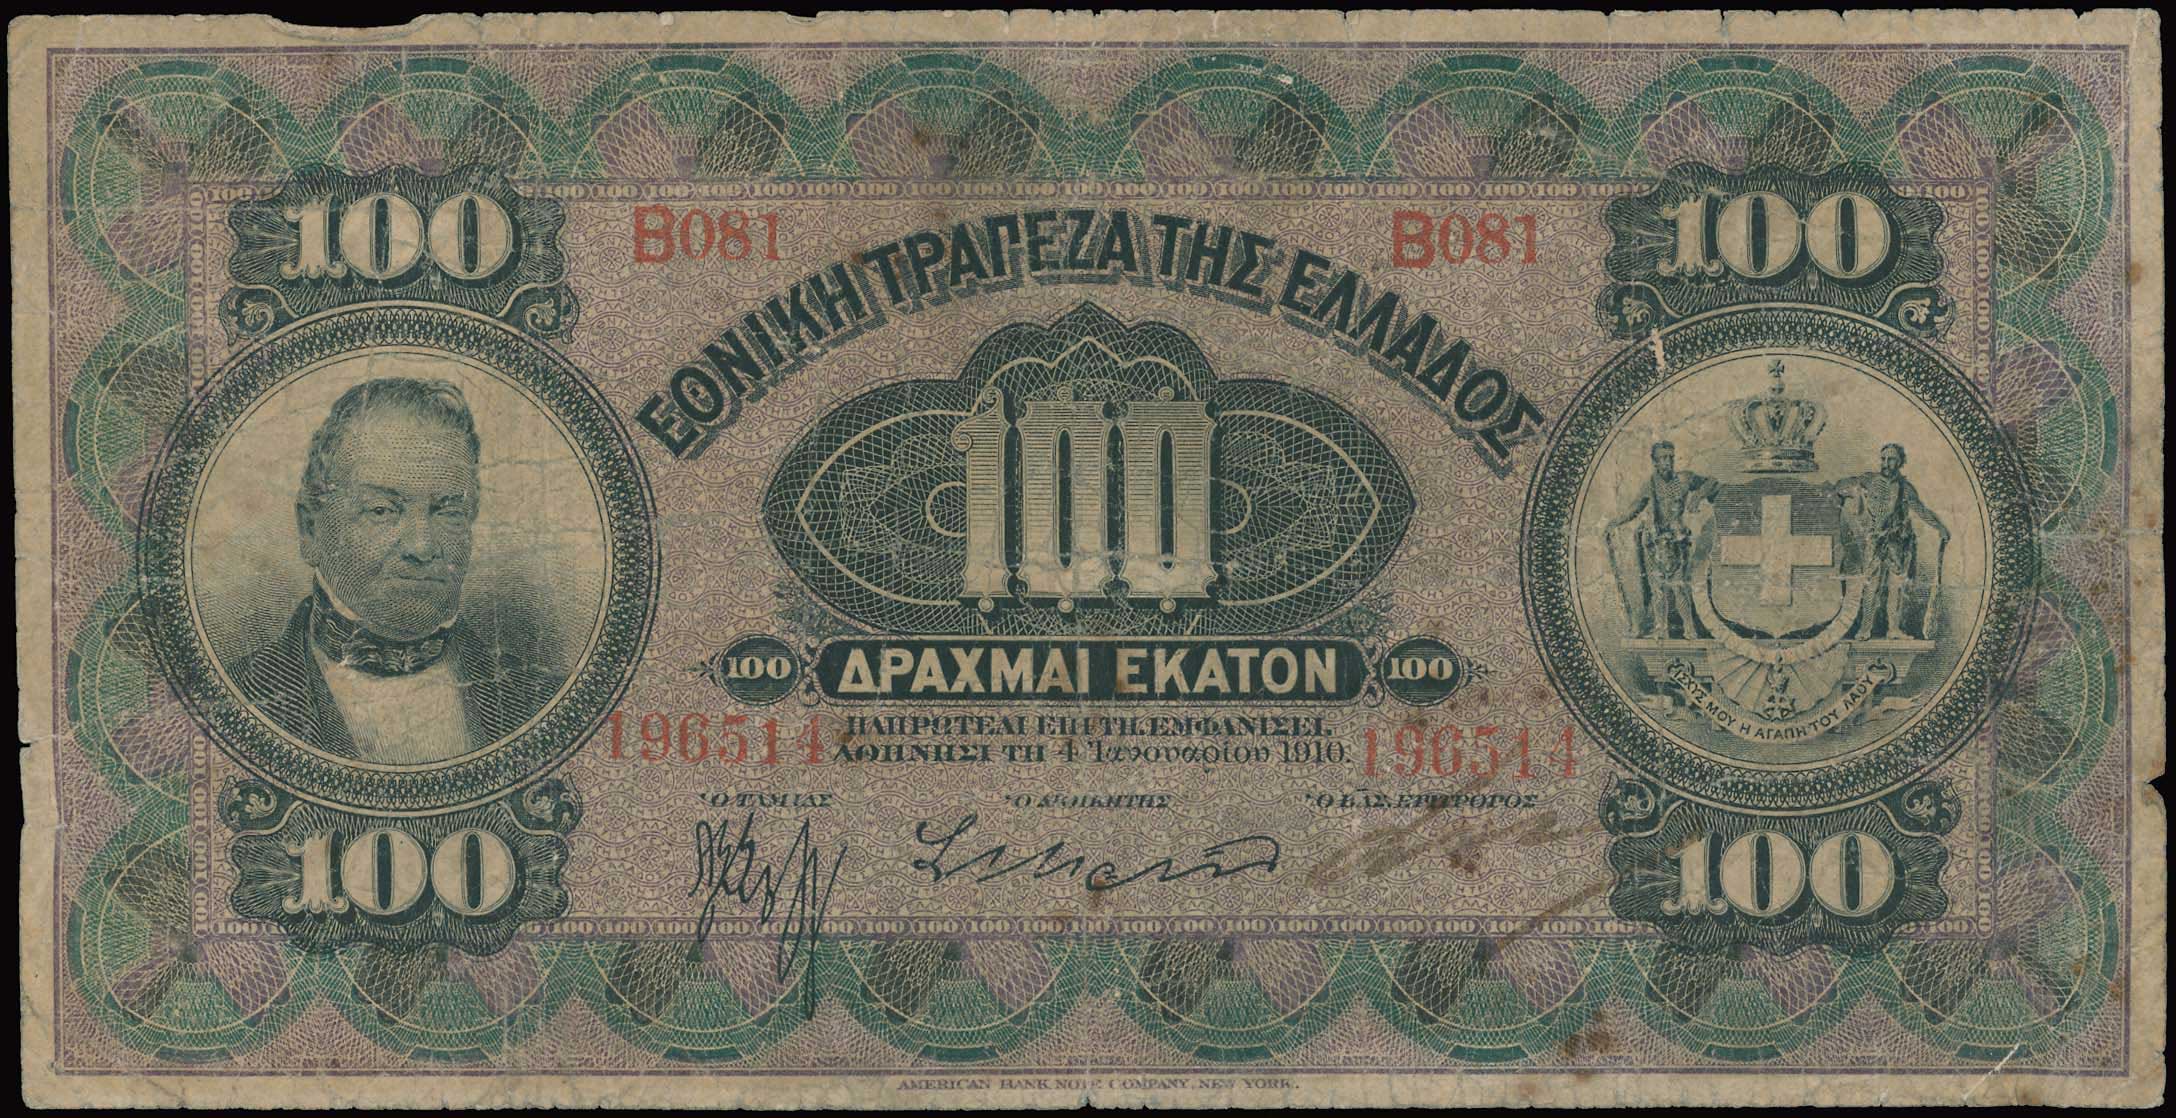 100 100
B081 B081
ΕΘΝΙΚΗ ΤΡΑΠΕΖΑ ΤΗΣ ΕΛΛΑΔΟΣ
100
100 ΔΡΑΧΜΑΙ ΕΚΑΤΟΝ 100
ΠΛΗΡΩΤΕΑΙ ΕΠΙ ΤΗ ΕΜΦΑΝΙΣΕΙ.
196514 ΑΘΗΝΗΣΙ ΤΗ 4 Ἰανουαρίου 1910. 196514
ΙΣΧΥΣ ΜΟΥ Η ΑΓΑΠΗ ΤΟΥ ΛΑΟΥ
Ὁ ΤΑΜΙΑΣ Ὁ ΔΙΟΙΚΗΤΗΣ Ὁ ΒΑΣ. ΕΠΙΤΡΟΠΟΣ
100 100
AMERICAN BANK NOTE COMPANY, NEW YORK.